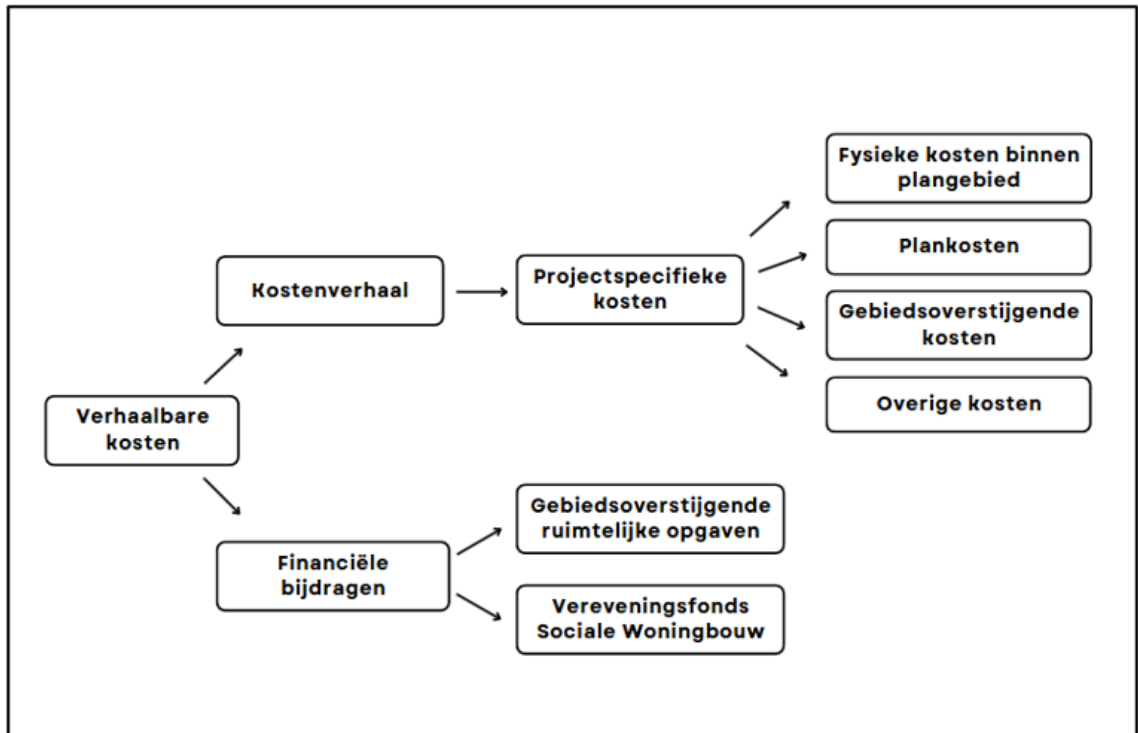 Fysieke kosten binnen
plangebied
Plankosten
Kostenverhaal
Projectspecifieke
kosten
Gebiedsoverstijgende
kosten
Overige kosten
Verhaalbare
kosten
Gebiedsoverstijgende
ruimtelijke opgaven
Financiële
bijdragen
Vereveningsfonds
Sociale Woningbouw